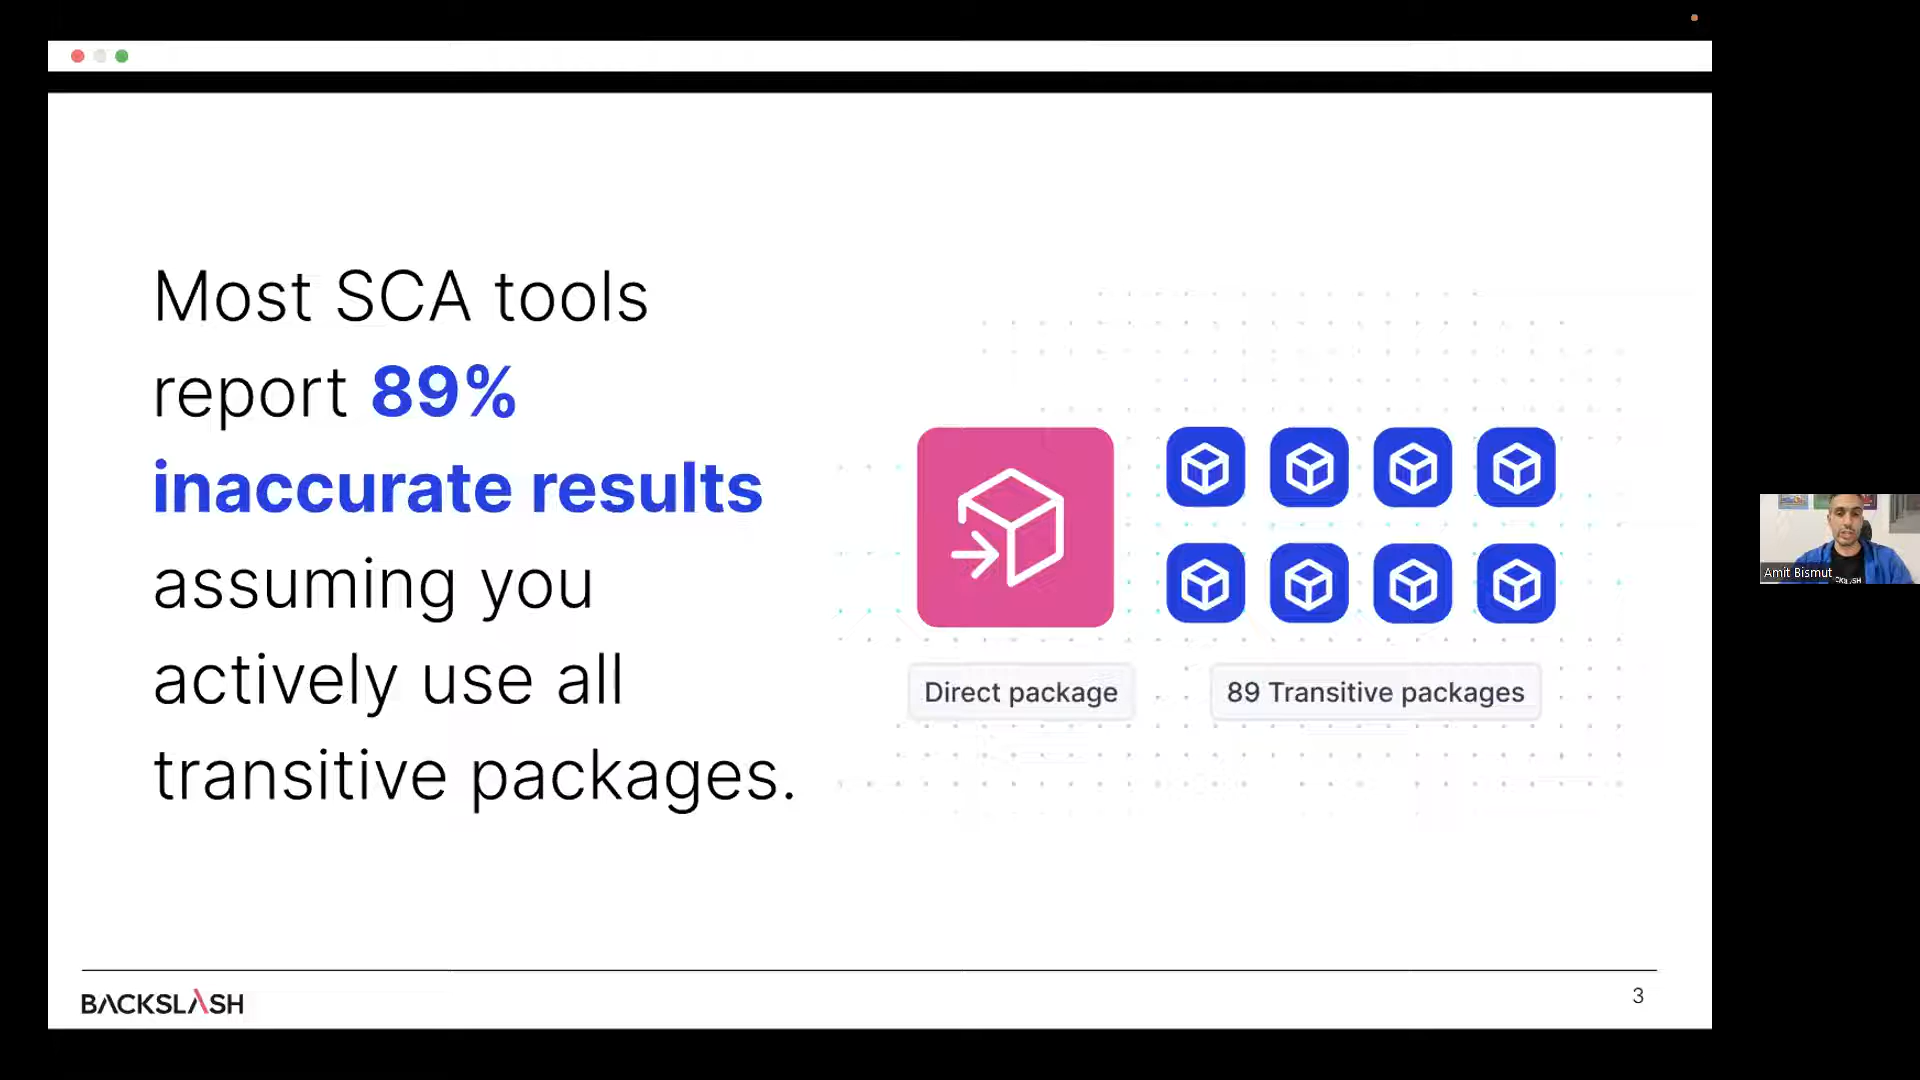 Most SCA tools
report 89%
inaccurate results
assuming you
actively use all
transitive packages.
Direct package
89 Transitive packages
Amit Bismut
BACKSLASH
3